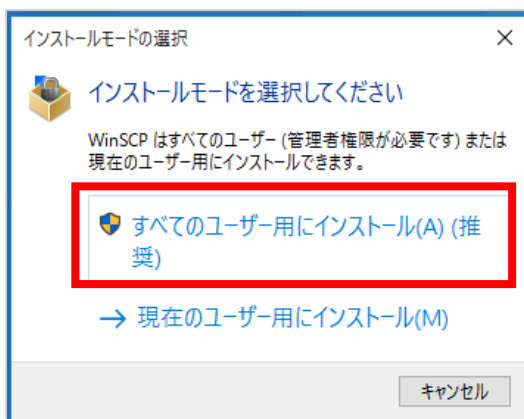 インストールモードの選択
インストールモードを選択してください
WinSCP はすべてのユーザー (管理者権限が必要です) または
現在のユーザー用にインストールできます。
すべてのユーザー用にインストール(A) (推
奨)
現在のユーザー用にインストール(M)
キャンセル